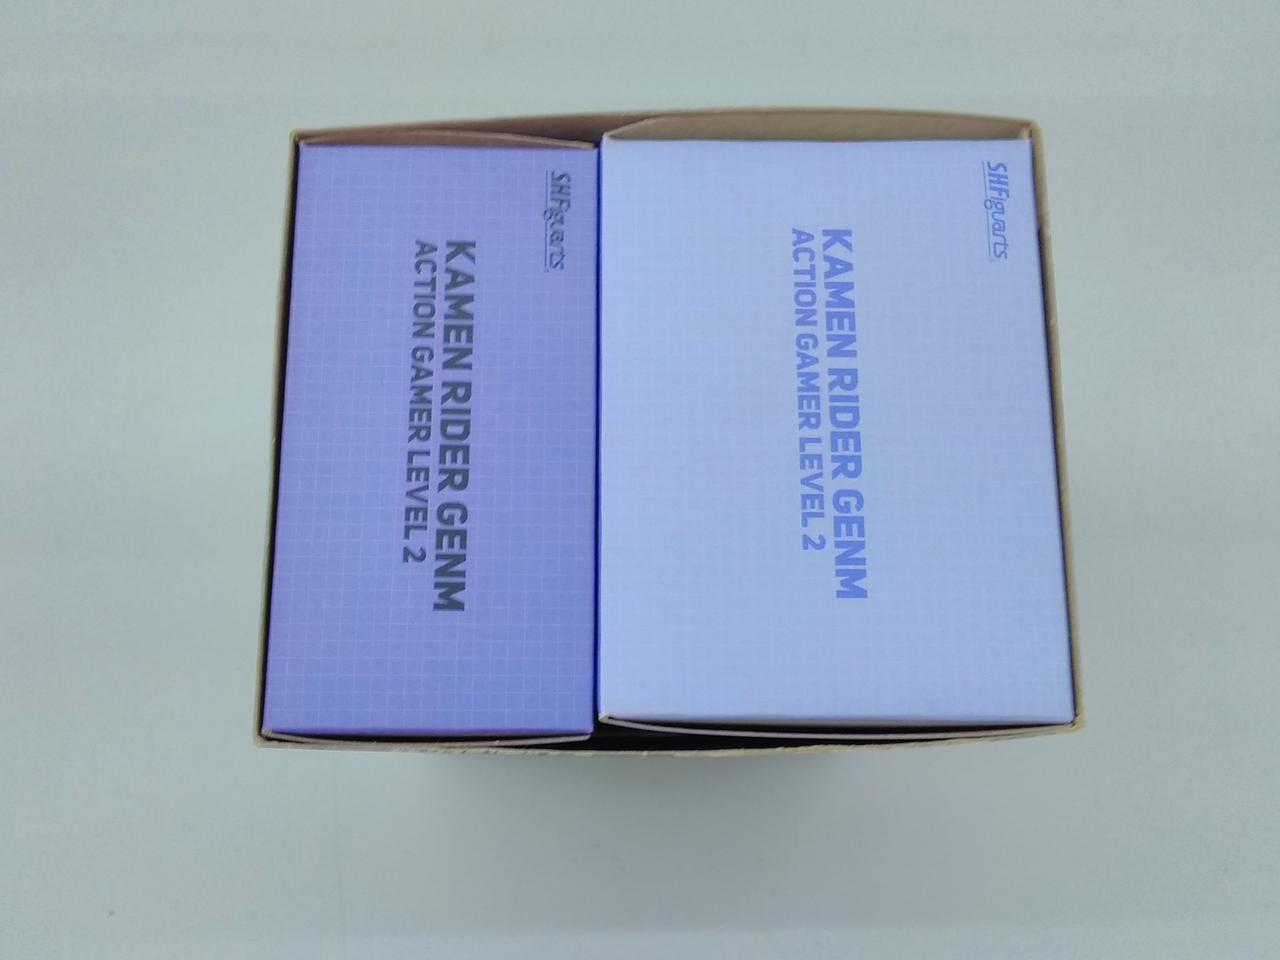 S.H.Figuarts
KAMEN RIDER GENM
ACTION GAMER LEVEL 2
S.H.Figuarts
KAMEN RIDER GENM
ACTION GAMER LEVEL 2